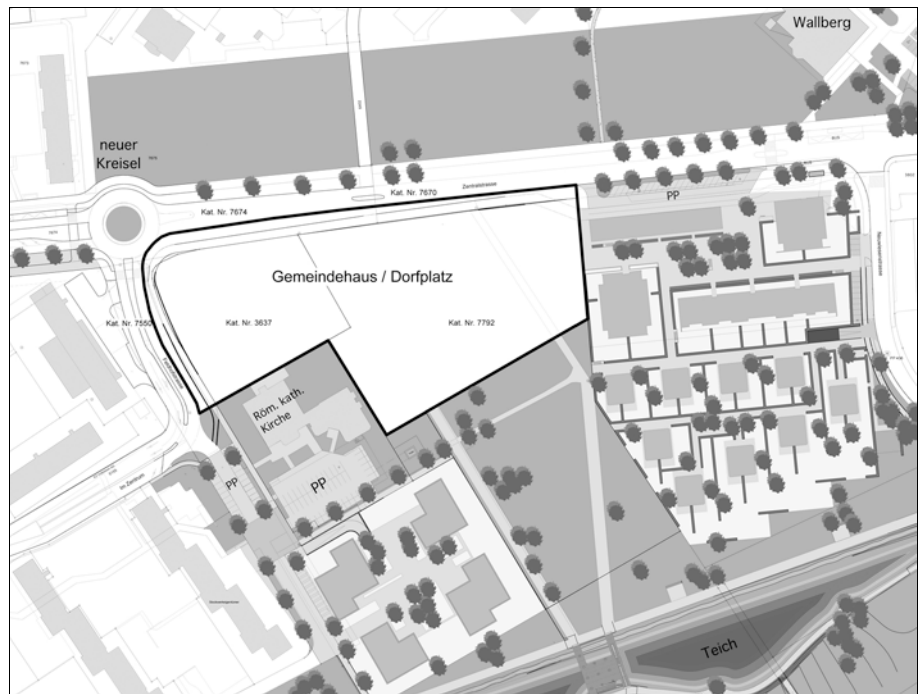 Wallberg
neuer
Kreisel
Zentralstrasse
Kat. Nr. 7670
PP
Kat. Nr. 7674
Gemeindehaus / Dorfplatz
Kat. Nr. 7550
Kat. Nr. 3637
Kat. Nr. 7792
Röm. kath.
Kirche
Im Zentrum
PP
PP
Teich